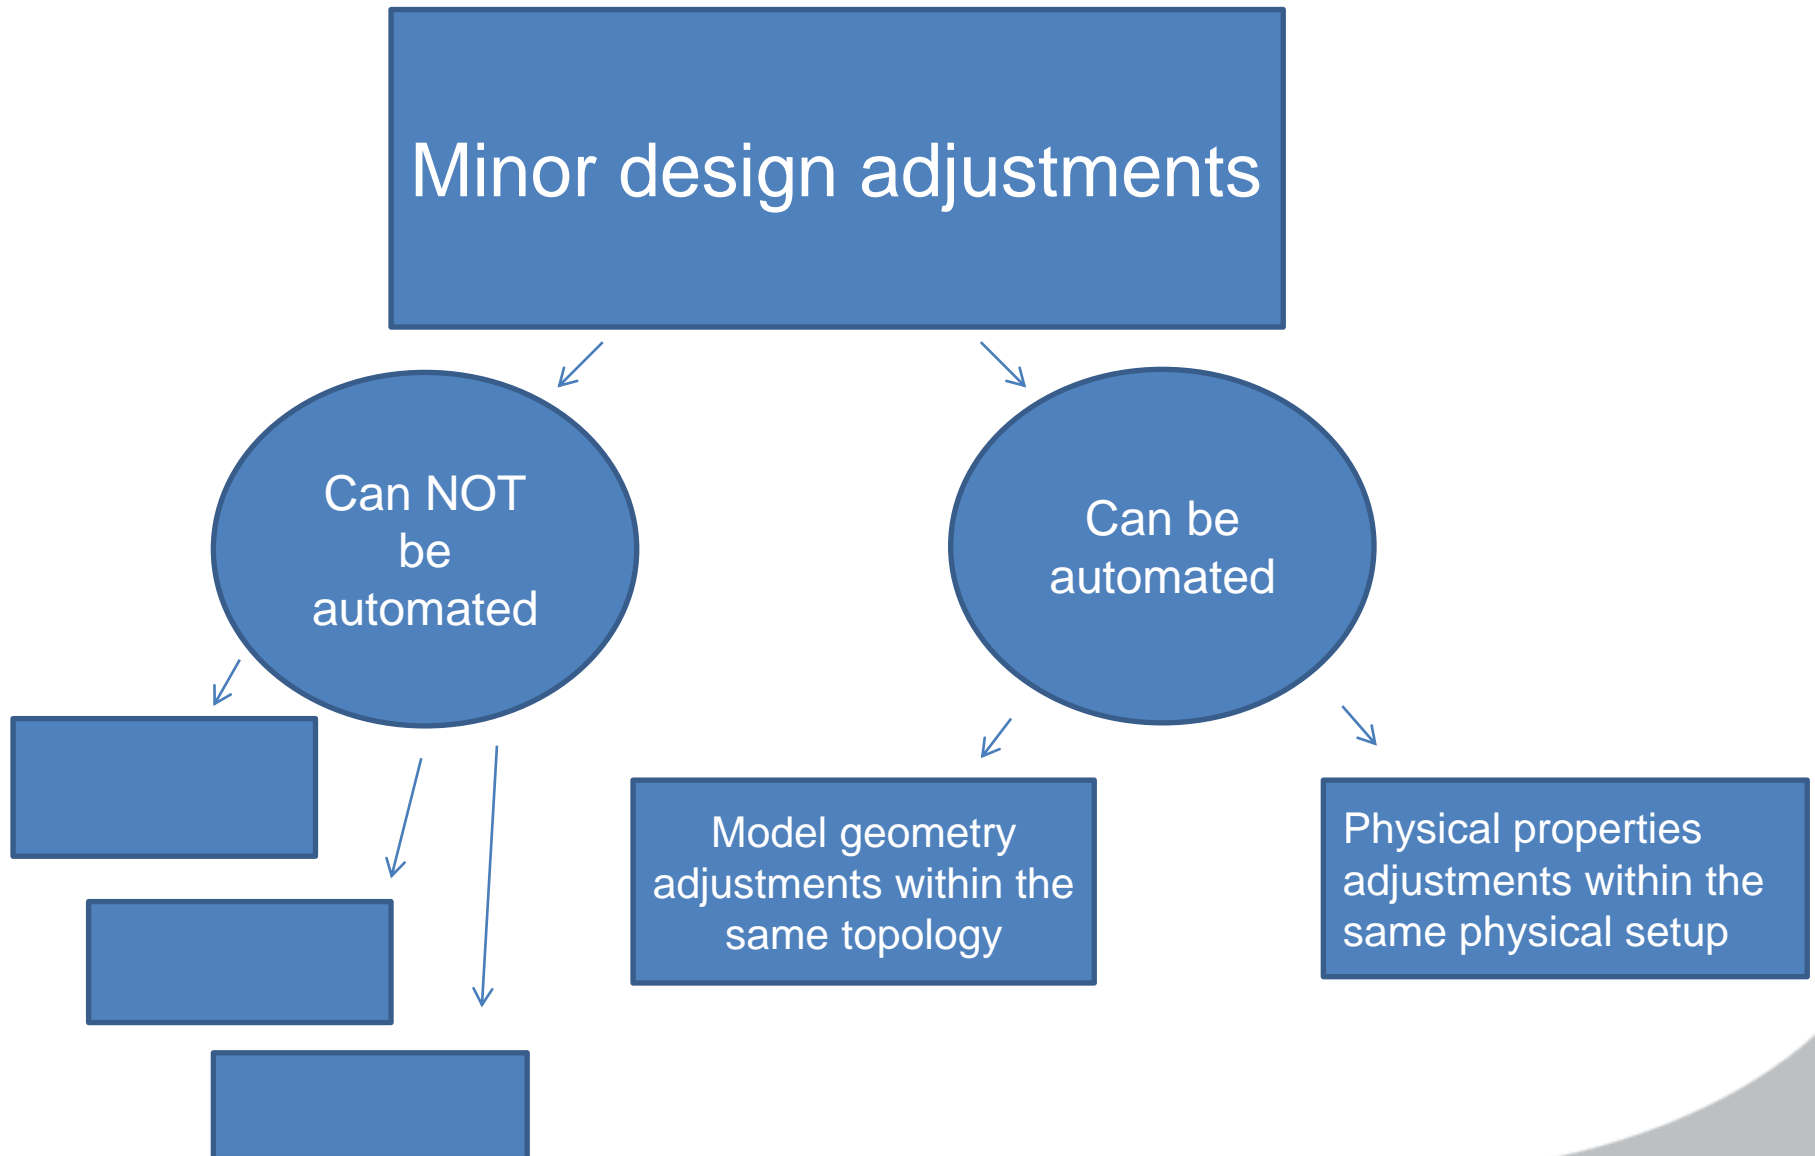 Minor design adjustments
Can NOT
be
automated
Can be
automated
Model geometry
adjustments within the
same topology
Physical properties
adjustments within the
same physical setup